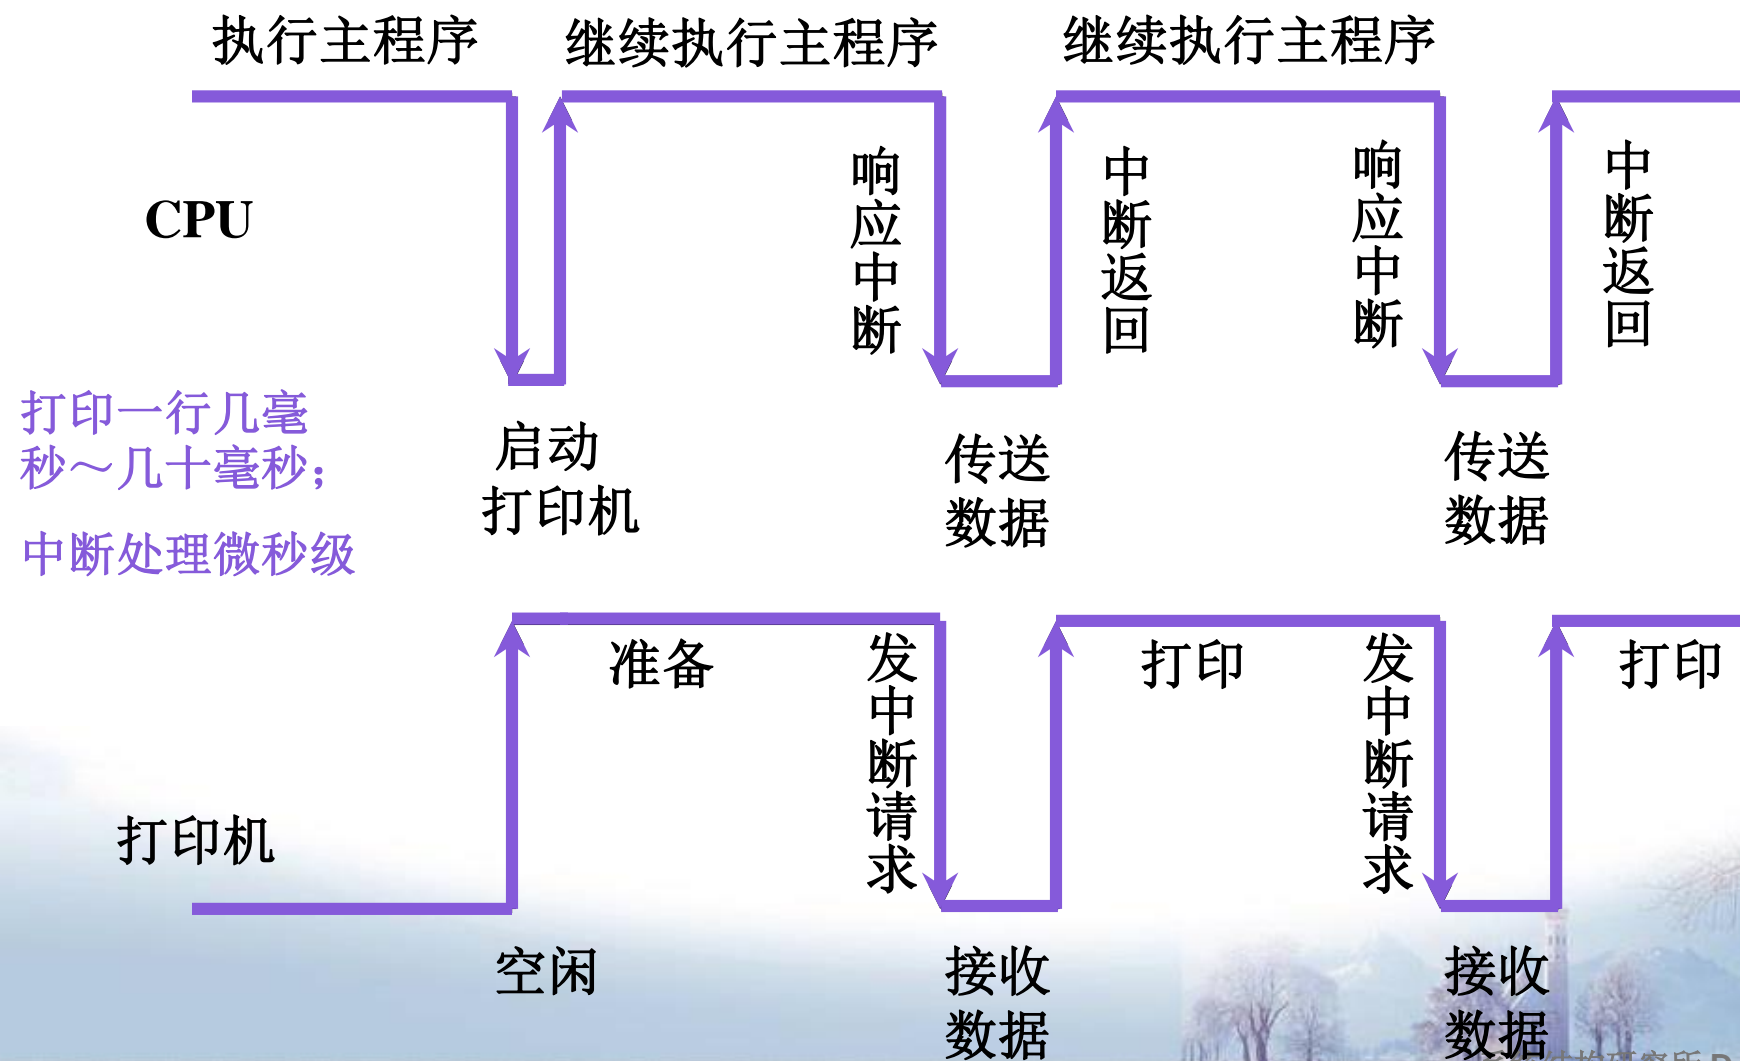 执行主程序
继续执行主程序
继续执行主程序
CPU
响应中断
中断返回
响应中断
中断返回
打印一行几毫
秒～几十毫秒；
中断处理微秒级
启动
打印机
传送
数据
传送
数据
准备
发中断请求
打印
发中断请求
打印
打印机
空闲
接收
数据
接收
数据